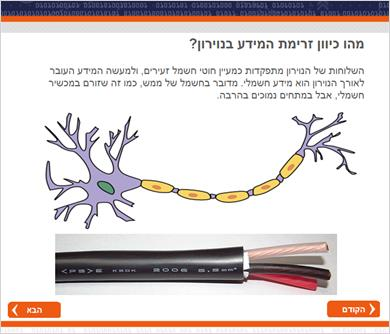 מהו כיוון זרימת המידע בנוירון?
השלוחות של הנוירון מתפקדות כמעין חוטי חשמל זעירים, ולמעשה המידע העובר
לאורך הנוירון הוא מידע חשמלי. מדובר בחשמל של ממש, כמו זה שזורם במכשיר
חשמלי, אבל במתחים נמוכים בהרבה.
הקודם
הבא